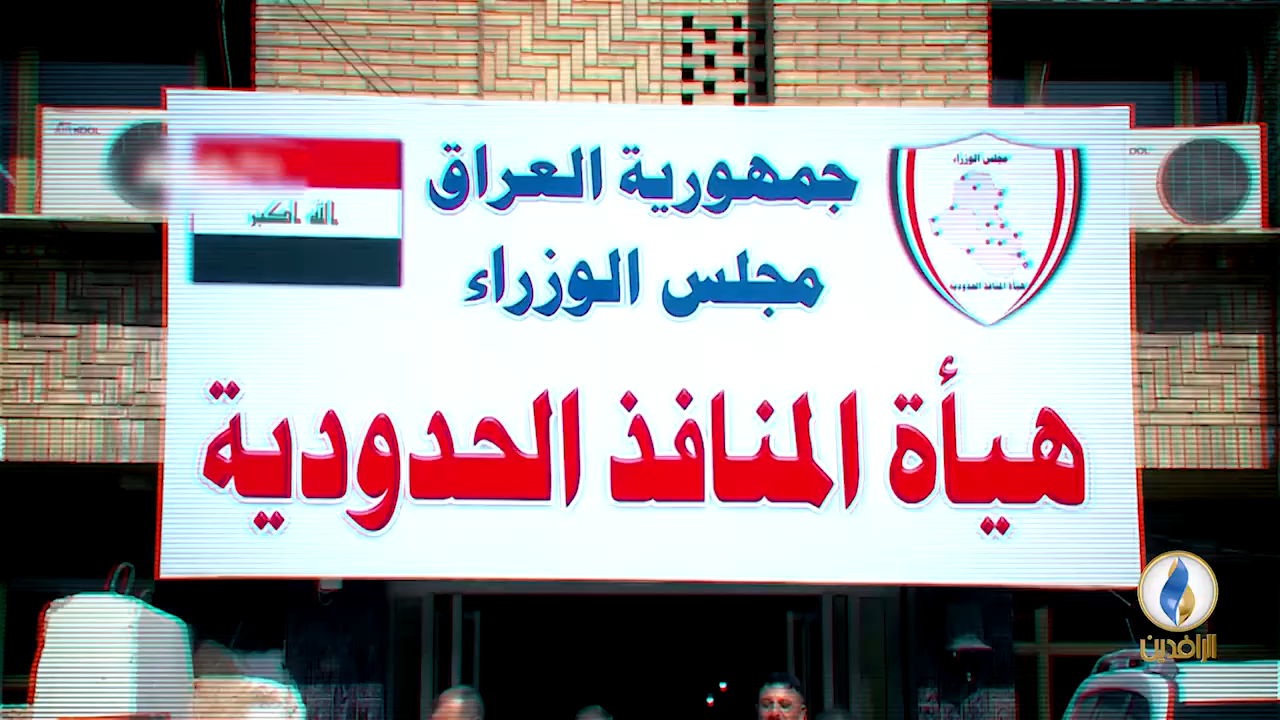 جمهورية العراق
مجلس الوزراء
هيأة المنافذ الحدودية
الله اكبر
مجلس الوزراء
هيأة المنافذ الحدودية
الرافدين